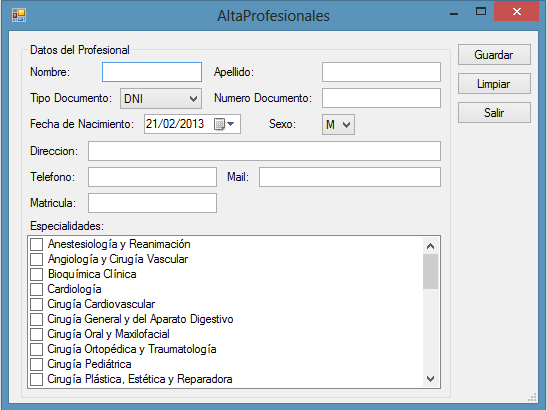 AltaProfesionales
Datos del Profesional
Guardar
Nombre: Apellido:
Limpiar
Tipo Documento: DNI Numero Documento:
Salir
Fecha de Nacimiento: 21/02/2013 Sexo: M
Direccion:
Telefono: Mail:
Matricula:
Especialidades:
Anestesiología y Reanimación
Angiología y Cirugía Vascular
Bioquímica Clínica
Cardiología
Cirugía Cardiovascular
Cirugía General y del Aparato Digestivo
Cirugía Oral y Maxilofacial
Cirugía Ortopédica y Traumatología
Cirugía Pediátrica
Cirugía Plástica, Estética y Reparadora